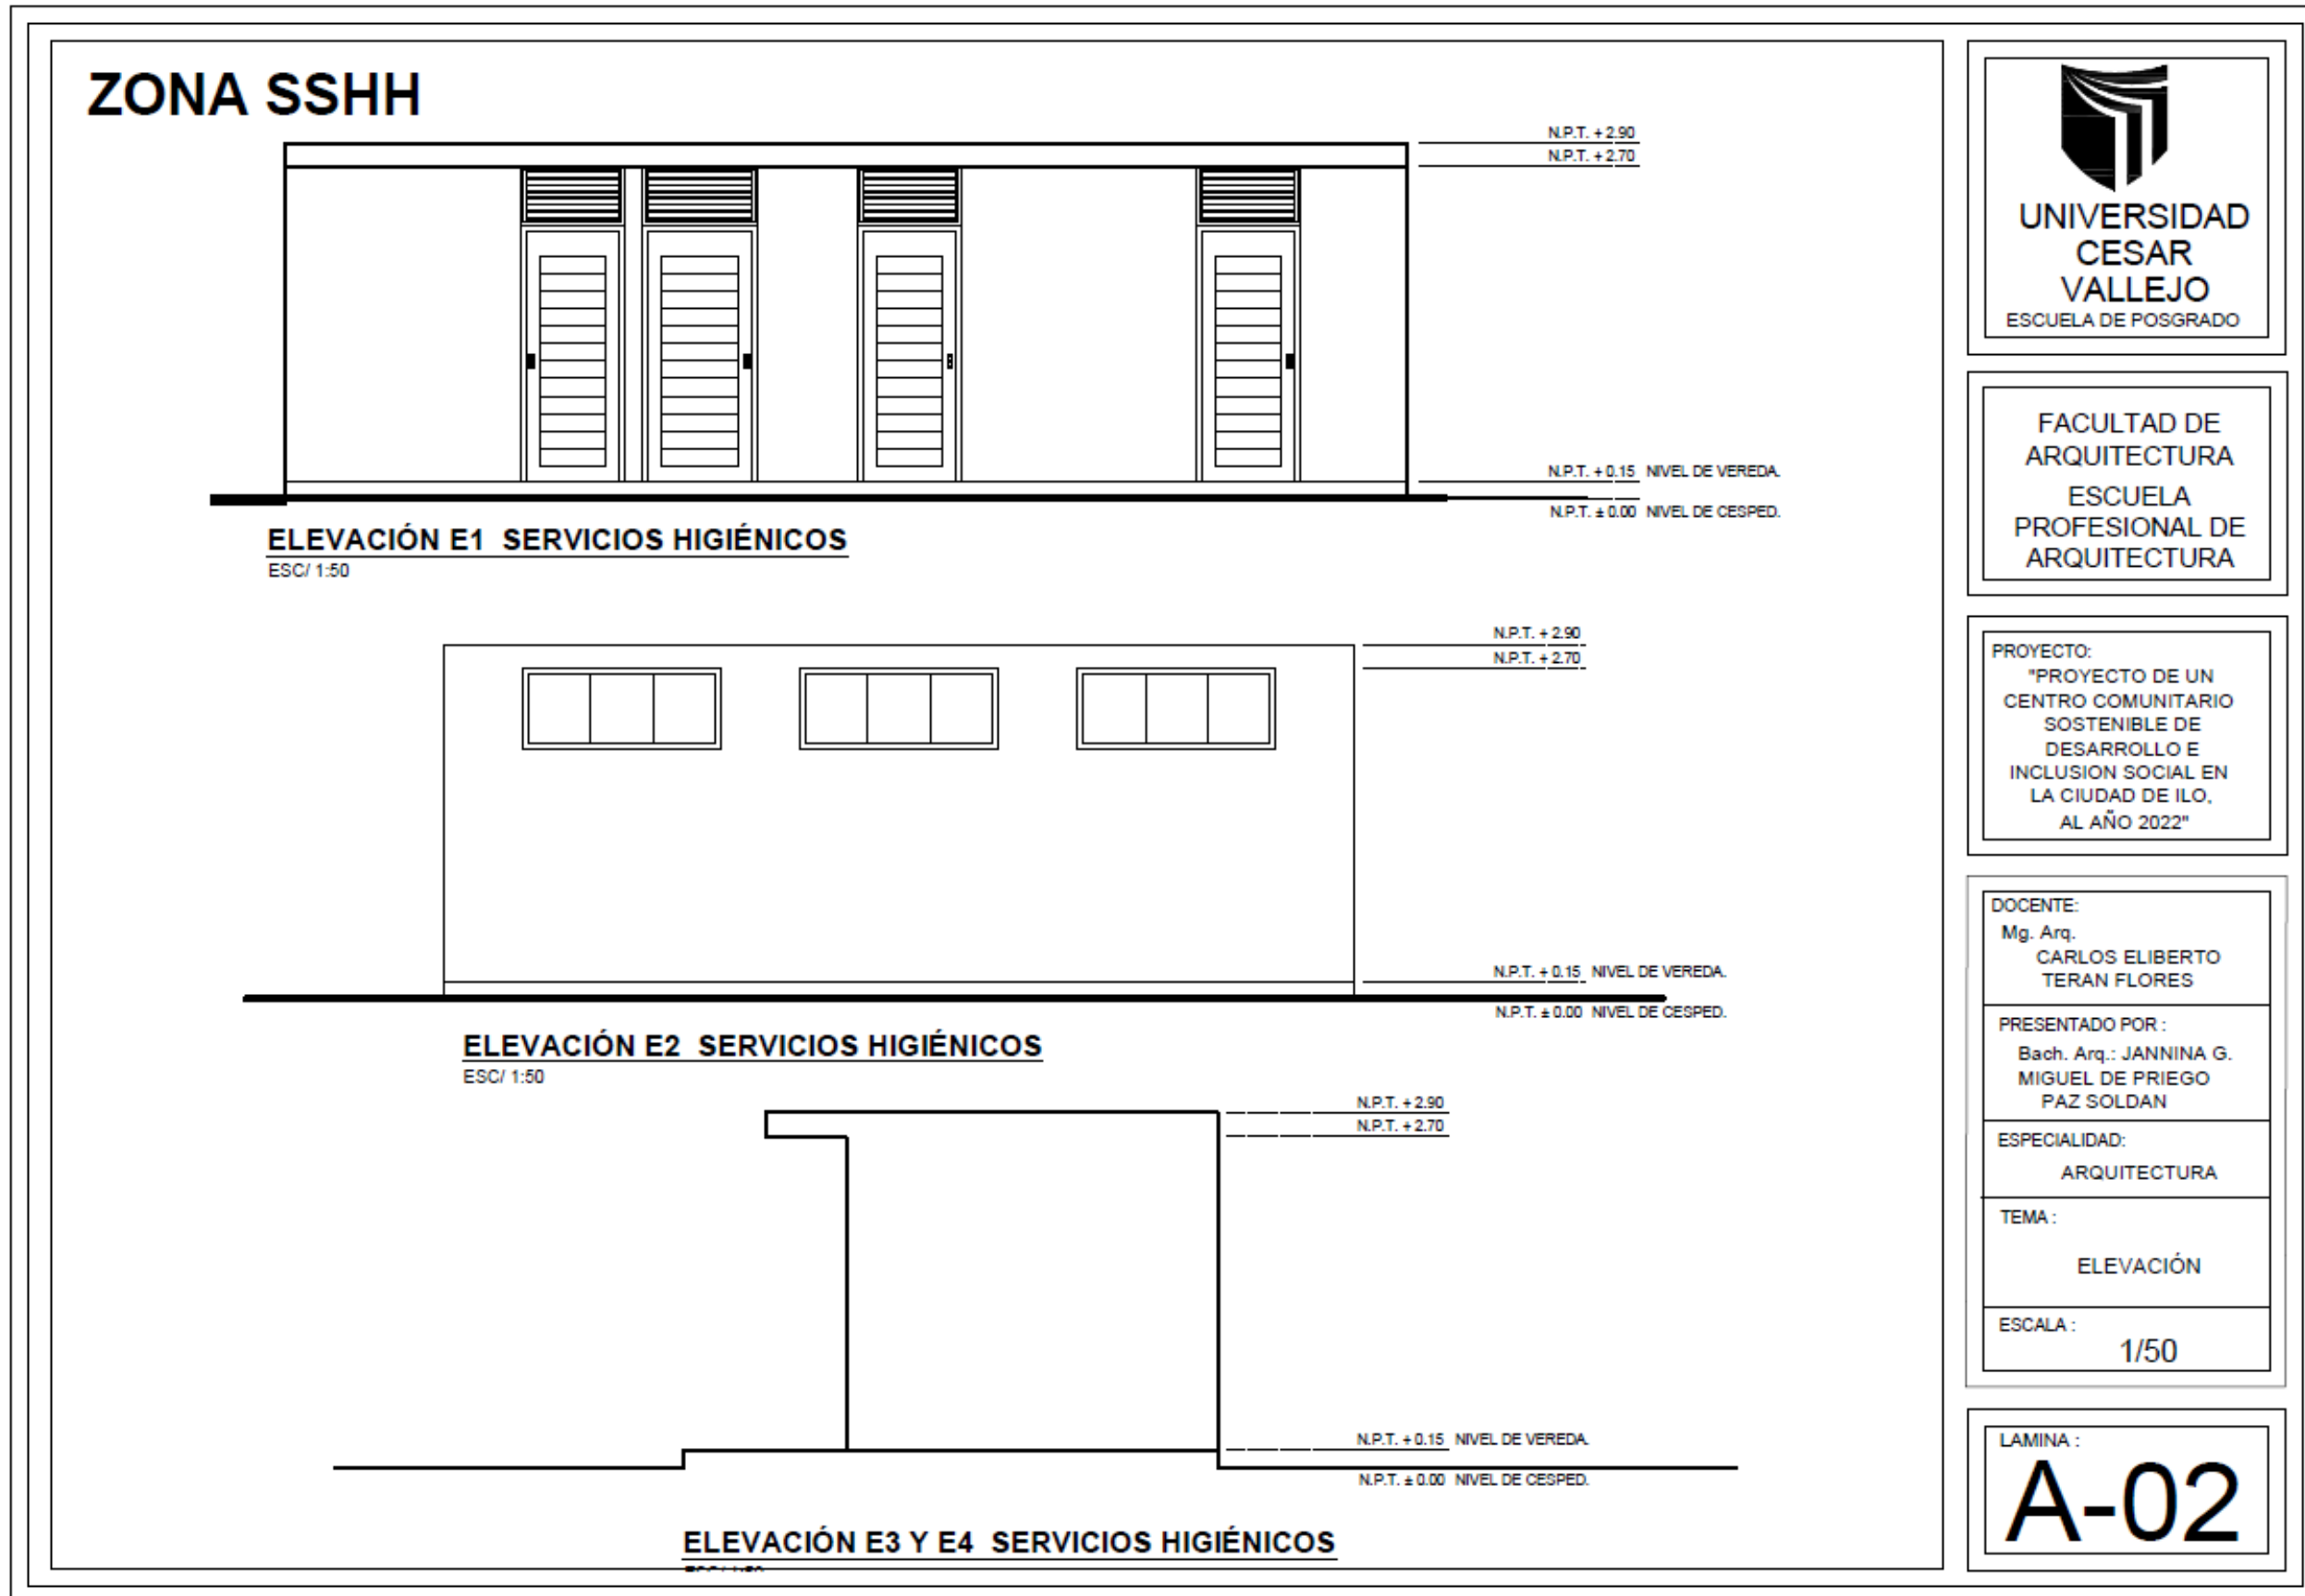 ZONA SSHH
N.P.T. + 2.90
N.P.T. + 2.70
N.P.T. + 0.15 NIVEL DE VEREDA.
N.P.T. ± 0.00 NIVEL DE CESPED.
ELEVACIÓN E1 SERVICIOS HIGIÉNICOS
ESC/ 1:50
N.P.T. + 2.90
N.P.T. + 2.70
N.P.T. + 0.15 NIVEL DE VEREDA.
N.P.T. ± 0.00 NIVEL DE CESPED.
ELEVACIÓN E2 SERVICIOS HIGIÉNICOS
ESC/ 1:50
N.P.T. + 2.90
N.P.T. + 2.70
N.P.T. + 0.15 NIVEL DE VEREDA.
N.P.T. ± 0.00 NIVEL DE CESPED.
ELEVACIÓN E3 Y E4 SERVICIOS HIGIÉNICOS
UNIVERSIDAD
CESAR
VALLEJO
ESCUELA DE POSGRADO
FACULTAD DE
ARQUITECTURA
ESCUELA
PROFESIONAL DE
ARQUITECTURA
PROYECTO:
"PROYECTO DE UN
CENTRO COMUNITARIO
SOSTENIBLE DE
DESARROLLO E
INCLUSION SOCIAL EN
LA CIUDAD DE ILO,
AL AÑO 2022"
DOCENTE:
Mg. Arq.
CARLOS ELIBERTO
TERAN FLORES
PRESENTADO POR :
Bach. Arq.: JANNINA G.
MIGUEL DE PRIEGO
PAZ SOLDAN
ESPECIALIDAD:
ARQUITECTURA
TEMA :
ELEVACIÓN
ESCALA :
1/50
LAMINA :
A-02